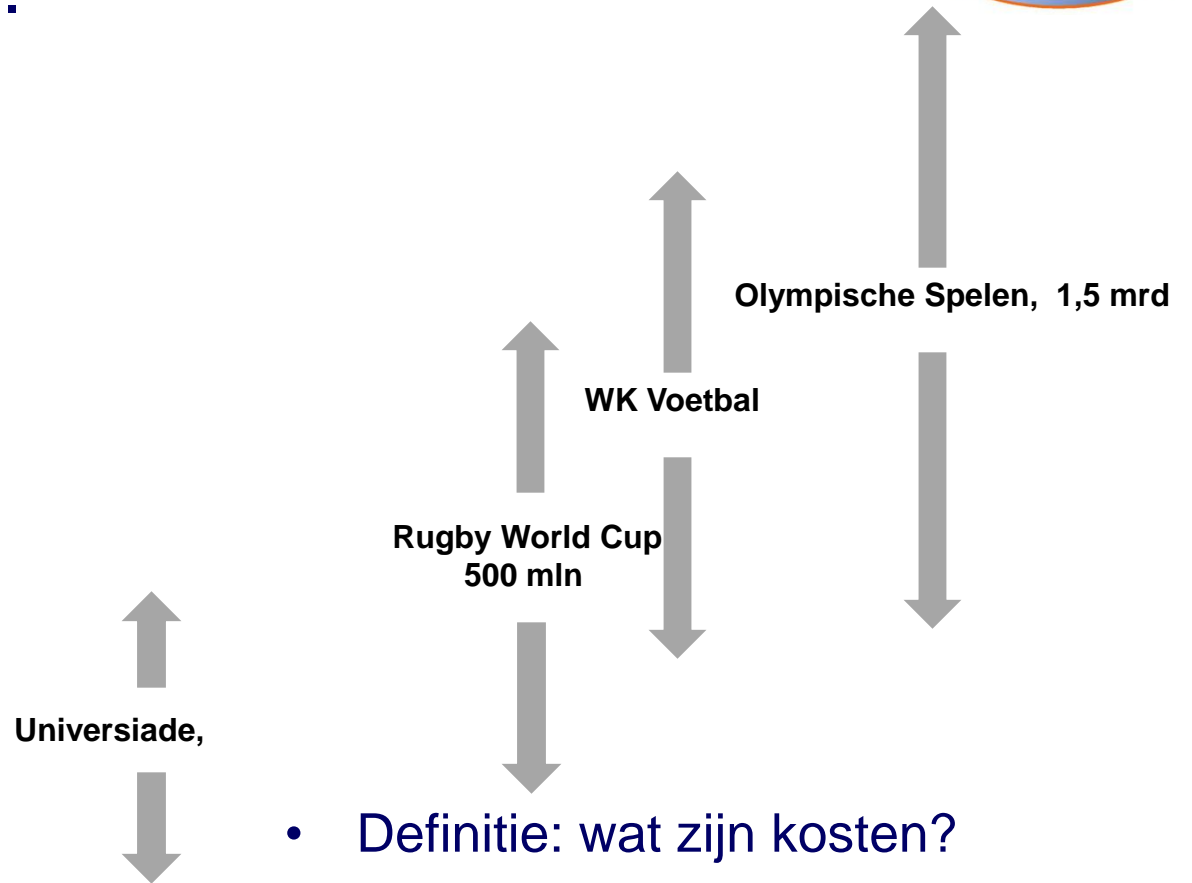 Olympische Spelen, 1,5 mrd
WK Voetbal
Rugby World Cup
500 mln
Universiade,
• Definitie: wat zijn kosten?